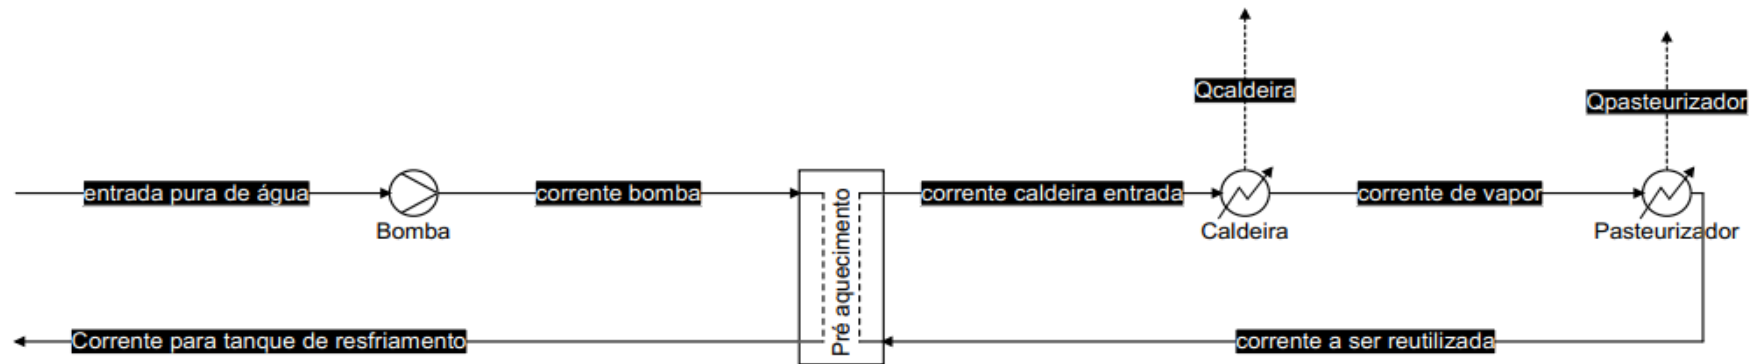 Qcaldeira
Qpasteurizador
entrada pura de água
corrente bomba
corrente caldeira entrada
corrente de vapor
Bomba
Pré aquecimento
Caldeira
Pasteurizador
Corrente para tanque de resfriamento
corrente a ser reutilizada